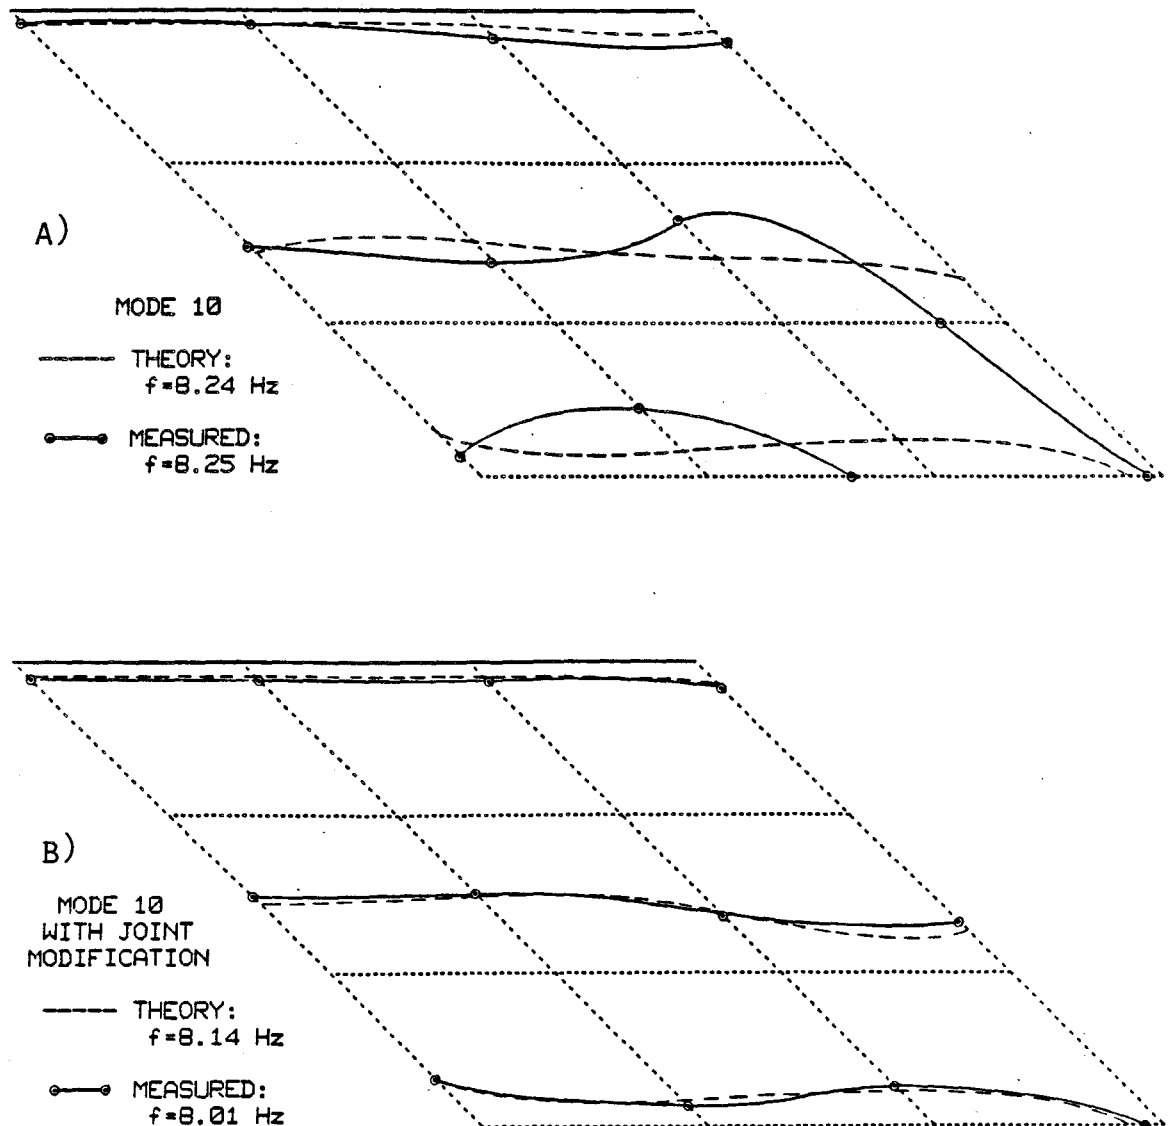 A)
MODE 10
THEORY:
f=8.24 Hz
MEASURED:
f=8.25 Hz
B)
MODE 10
WITH JOINT
MODIFICATION
THEORY:
f=8.14 Hz
MEASURED:
f=8.01 Hz